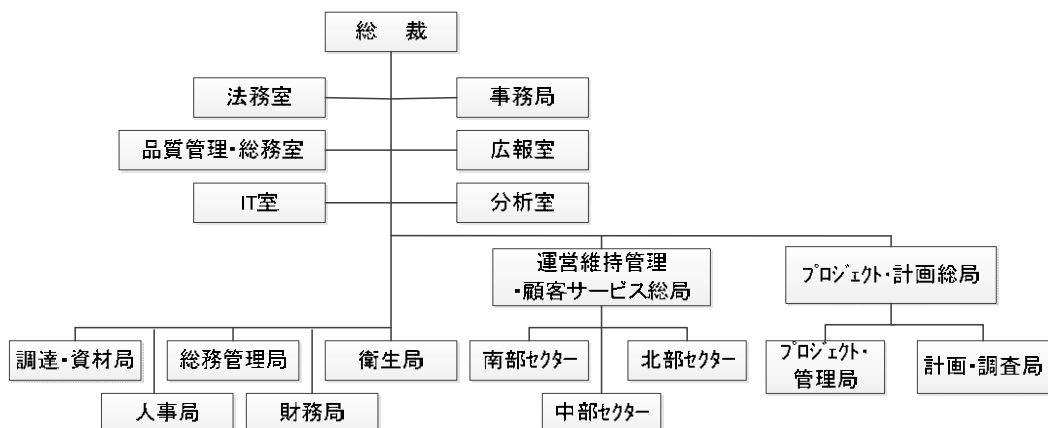 総　裁
法務室
事務局
品質管理・総務室
広報室
IT室
分析室
運営維持管理
・顧客サービス総局
プロジェクト・計画総局
調達・資材局
総務管理局
衛生局
南部セクター
北部セクター
プロジェクト・
管理局
計画・調査局
人事局
財務局
中部セクター